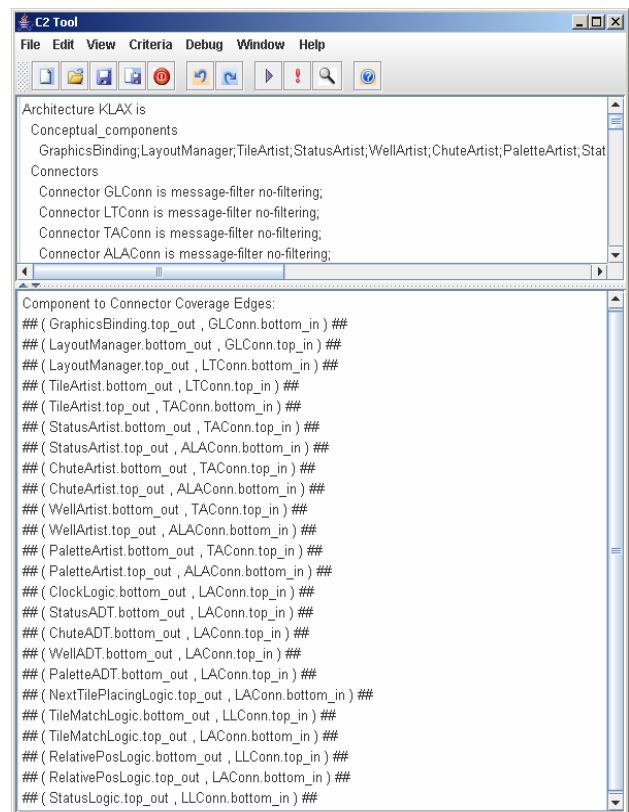 C2 Tool
File Edit View Criteria Debug Window Help
Architecture KLAX is
Conceptual_components
GraphicsBinding;LayoutManager;TileArtist;StatusArtist;WellArtist;ChuteArtist;PaletteArtist;Stat
Connectors
Connector GLConn is message-filter no-filtering;
Connector LTConn is message-filter no-filtering;
Connector TAConn is message-filter no-filtering;
Connector ALAConn is message-filter no-filtering;
Component to Connector Coverage Edges:
## ( GraphicsBinding.top_out , GLConn.bottom_in ) ##
## ( LayoutManager.bottom_out , GLConn.top_in ) ##
## ( LayoutManager.top_out , LTConn.bottom_in ) ##
## ( TileArtist.bottom_out , LTConn.top_in ) ##
## ( TileArtist.top_out , TAConn.bottom_in ) ##
## ( StatusArtist.bottom_out , TAConn.top_in ) ##
## ( StatusArtist.top_out , ALAConn.bottom_in ) ##
## ( ChuteArtist.bottom_out , TAConn.top_in ) ##
## ( ChuteArtist.top_out , ALAConn.bottom_in ) ##
## ( WellArtist.bottom_out , TAConn.top_in ) ##
## ( WellArtist.top_out , ALAConn.bottom_in ) ##
## ( PaletteArtist.bottom_out , TAConn.top_in ) ##
## ( PaletteArtist.top_out , ALAConn.bottom_in ) ##
## ( ClockLogic.bottom_out , LAConn.top_in ) ##
## ( StatusADT.bottom_out , LAConn.top_in ) ##
## ( ChuteADT.bottom_out , LAConn.top_in ) ##
## ( WellADT.bottom_out , LAConn.top_in ) ##
## ( PaletteADT.bottom_out , LAConn.top_in ) ##
## ( NextTilePlacingLogic.top_out , LAConn.bottom_in ) ##
## ( TileMatchLogic.bottom_out , LLConn.top_in ) ##
## ( TileMatchLogic.top_out , LAConn.bottom_in ) ##
## ( RelativePosLogic.bottom_out , LLConn.top_in ) ##
## ( RelativePosLogic.top_out , LAConn.bottom_in ) ##
## ( StatusLogic.top_out , LLConn.bottom_in ) ##